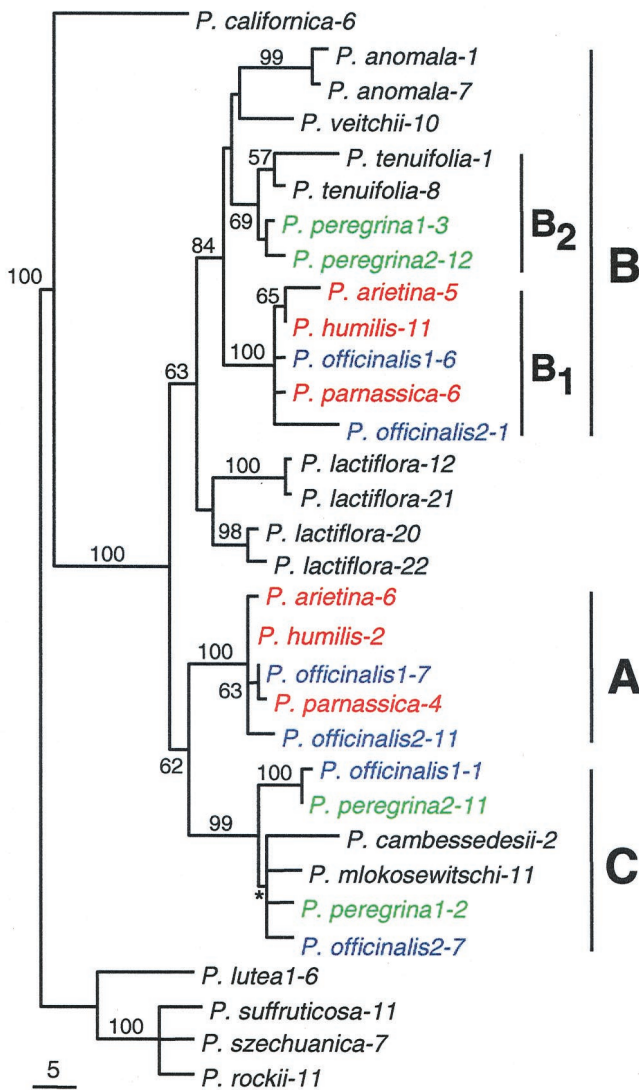 P. californica-6
99
P. anomala-1
P. anomala-7
P. veitchii-10
57
P. tenuifolia-1
P. tenuifolia-8
69
P. peregrina1-3
P. peregrina2-12
B2
84
B
100
65
P. arietina-5
P. humilis-11
100
P. officinalis1-6
P. parnassica-6
B1
63
P. officinalis2-1
100
P. lactiflora-12
P. lactiflora-21
98
P. lactiflora-20
P. lactiflora-22
100
P. arietina-6
P. humilis-2
100
P. officinalis1-7
63
P. parnassica-4
A
P. officinalis2-11
62
100
P. officinalis1-1
P. peregrina2-11
99
P. cambessedesii-2
P. mlokosewitschi-11
C
*
P. peregrina1-2
P. officinalis2-7
P. lutea1-6
P. suffruticosa-11
100
P. szechuanica-7
P. rockii-11
5